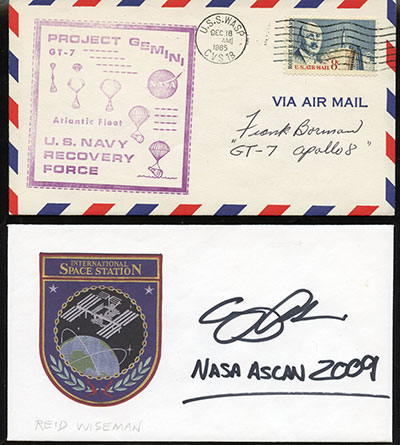 PROJECT GEMINI
GT-7
NASA
Atlantic Fleet
U.S. NAVY
RECOVERY
FORCE
U.S.S. WASP
DEC 18
AM
1965
C.V.S. 18
U.S. AIR MAIL 8¢
VIA AIR MAIL
Frank Borman
"GT-7 Apollo 8"
INTERNATIONAL
SPACE STATION
NASA ASCAN 2009
REID WISEMAN